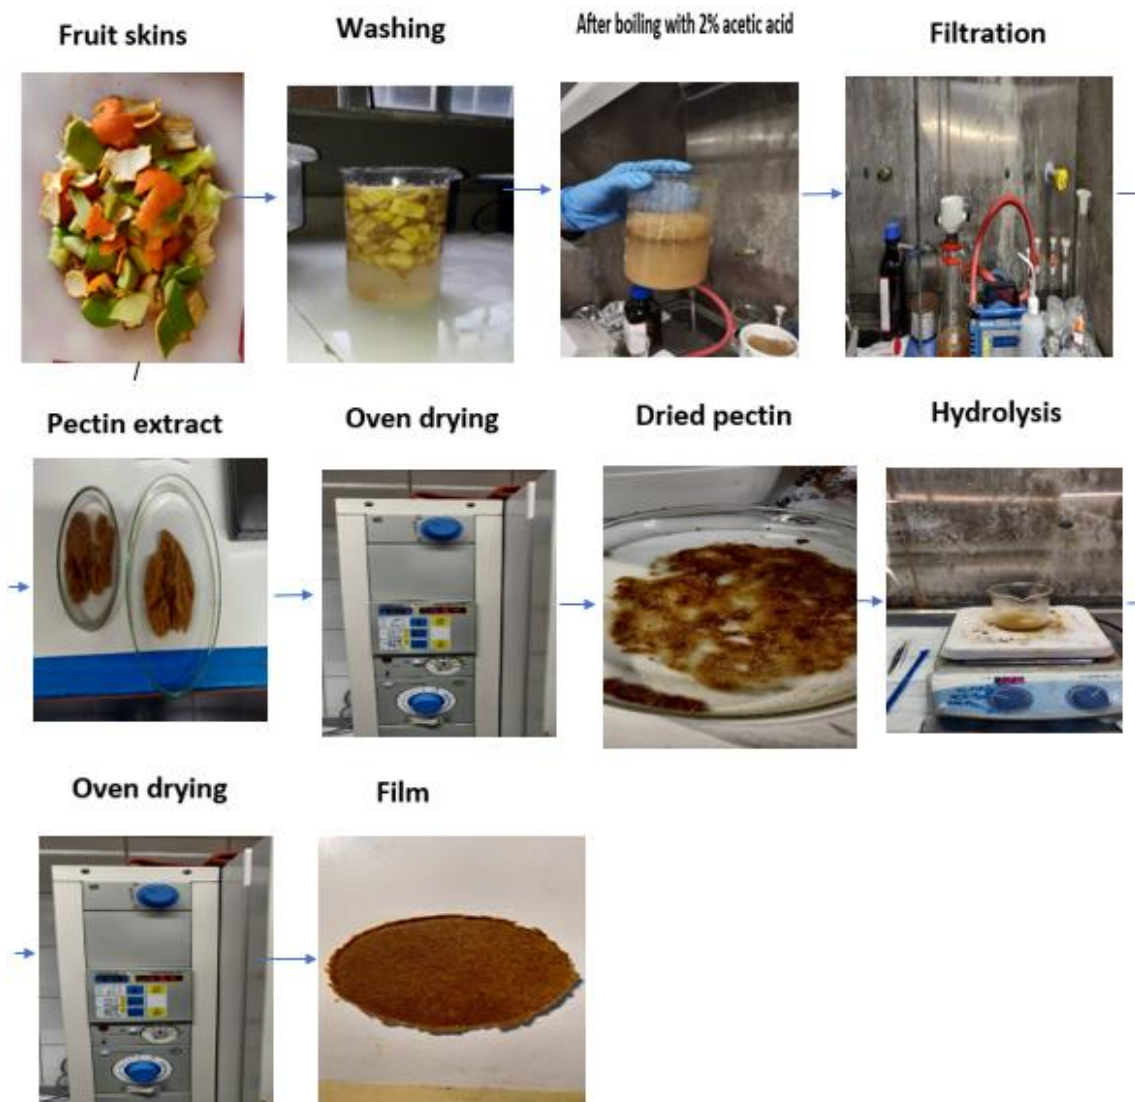 Fruit skins
Washing
After boiling with 2% acetic acid
Filtration
Pectin extract
Oven drying
Dried pectin
Hydrolysis
Oven drying
Film